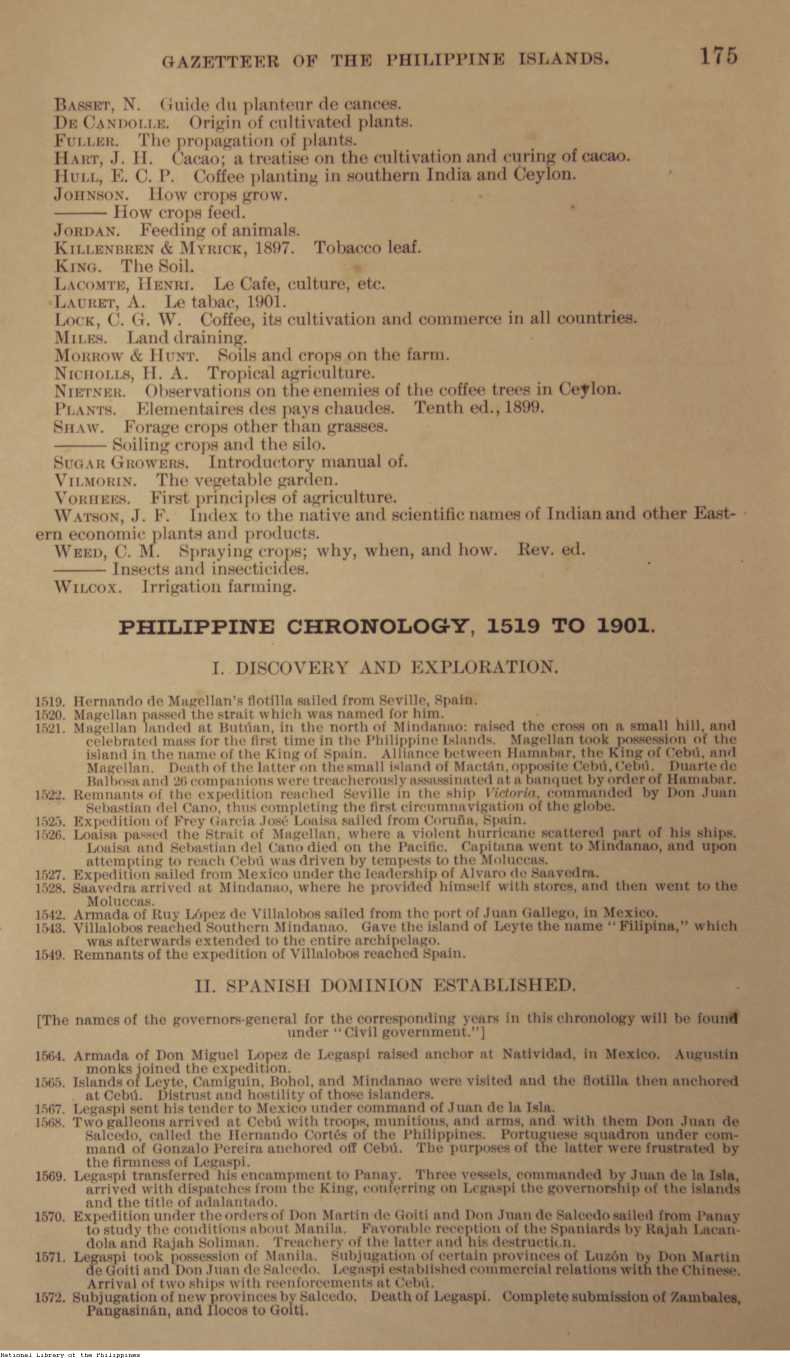 GAZETTEER OF THE PHILIPPINE ISLANDS. 175
BASSET, N. Guide du planteur de cances.
DE CANDOLLE. Origin of cultivated plants.
FULLER. The propagation of plants.
HART, J. H. Cacao; a treatise on the cultivation and curing of cacao.
HULL, E. C. P. Coffee planting in southern India and Ceylon.
JOHNSON. How crops grow.
——— How crops feed.
JORDAN. Feeding of animals.
KILLENBREN & MYRICK, 1897. Tobacco leaf.
KING. The Soil.
LACOMTE, HENRI. Le Cafe, culture, etc.
LAURET, A. Le tabac, 1901.
LOCK, C. G. W. Coffee, its cultivation and commerce in all countries.
MILES. Land draining.
MORROW & HUNT. Soils and crops on the farm.
NICHOLLS, H. A. Tropical agriculture.
NIETNER. Observations on the enemies of the coffee trees in Ceylon.
PLANTS. Elementaires des pays chaudes. Tenth ed., 1899.
SHAW. Forage crops other than grasses.
——— Soiling crops and the silo.
SUGAR GROWERS. Introductory manual of.
VILMORIN. The vegetable garden.
VORHEES. First principles of agriculture.
WATSON, J. F. Index to the native and scientific names of Indian and other East-
ern economic plants and products.
WEED, C. M. Spraying crops; why, when, and how. Rev. ed.
——— Insects and insecticides.
WILCOX. Irrigation farming.
PHILIPPINE CHRONOLOGY, 1519 TO 1901.
I. DISCOVERY AND EXPLORATION.
1519. Hernando de Magellan's flotilla sailed from Seville, Spain.
1520. Magellan passed the strait which was named for him.
1521. Magellan landed at Butúan, in the north of Mindanao: raised the cross on a small hill, and
celebrated mass for the first time in the Philippine Islands. Magellan took possession of the
island in the name of the King of Spain. Alliance between Hamabar, the King of Cebú, and
Magellan. Death of the latter on the small island of Mactán, opposite Cebú, Cebú. Duarte de
Balbosa and 26 companions were treacherously assassinated at a banquet by order of Hamabar.
1522. Remnants of the expedition reached Seville in the ship Victoria, commanded by Don Juan
Sebastian del Cano, thus completing the first circumnavigation of the globe.
1525. Expedition of Frey Garcia José Loaisa sailed from Coruña, Spain.
1526. Loaisa passed the Strait of Magellan, where a violent hurricane scattered part of his ships.
Loaisa and Sebastian del Cano died on the Pacific. Capitana went to Mindanao, and upon
attempting to reach Cebú was driven by tempests to the Moluccas.
1527. Expedition sailed from Mexico under the leadership of Alvaro de Saavedra.
1528. Saavedra arrived at Mindanao, where he provided himself with stores, and then went to the
Moluccas.
1542. Armada of Ruy López de Villalobos sailed from the port of Juan Gallego, in Mexico.
1543. Villalobos reached Southern Mindanao. Gave the island of Leyte the name "Filipina," which
was afterwards extended to the entire archipelago.
1549. Remnants of the expedition of Villalobos reached Spain.
II. SPANISH DOMINION ESTABLISHED.
[The names of the governors-general for the corresponding years in this chronology will be found
under "Civil government."]
1564. Armada of Don Miguel Lopez de Legaspi raised anchor at Natividad, in Mexico. Augustin
monks joined the expedition.
1565. Islands of Leyte, Camiguin, Bohol, and Mindanao were visited and the flotilla then anchored
at Cebú. Distrust and hostility of those islanders.
1567. Legaspi sent his tender to Mexico under command of Juan de la Isla.
1568. Two galleons arrived at Cebú with troops, munitions, and arms, and with them Don Juan de
Salcedo, called the Hernando Cortés of the Philippines. Portuguese squadron under com-
mand of Gonzalo Pereira anchored off Cebú. The purposes of the latter were frustrated by
the firmness of Legaspi.
1569. Legaspi transferred his encampment to Panay. Three vessels, commanded by Juan de la Isla,
arrived with dispatches from the King, conferring on Legaspi the governorship of the islands
and the title of adalantado.
1570. Expedition under the orders of Don Martin de Goiti and Don Juan de Salcedo sailed from Panay
to study the conditions about Manila. Favorable reception of the Spaniards by Rajah Lacan-
dola and Rajah Soliman. Treachery of the latter and his destruction.
1571. Legaspi took possession of Manila. Subjugation of certain provinces of Luzón by Don Martin
de Goiti and Don Juan de Salcedo. Legaspi established commercial relations with the Chinese.
Arrival of two ships with reenforcements at Cebú.
1572. Subjugation of new provinces by Salcedo. Death of Legaspi. Complete submission of Zambales,
Pangasinán, and Ilocos to Goiti.
National Library of the Philippines